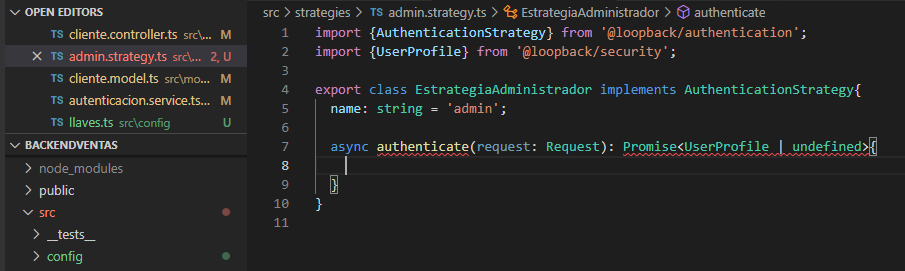 OPEN EDITORS
TS cliente.controller.ts src\... M
TS admin.strategy.ts src\... 2, U
TS cliente.model.ts src\mo... M
TS autenticacion.service.ts... M
TS llaves.ts src\config U
BACKENDVENTAS
node_modules
public
src
__tests__
config
src > strategies > TS admin.strategy.ts > EstrategiaAdministrador > authenticate
1 import {AuthenticationStrategy} from '@loopback/authentication';
2 import {UserProfile} from '@loopback/security';
3
4 export class EstrategiaAdministrador implements AuthenticationStrategy{
5 name: string = 'admin';
6
7 async authenticate(request: Request): Promise<UserProfile | undefined>{
8
9 }
10 }
11